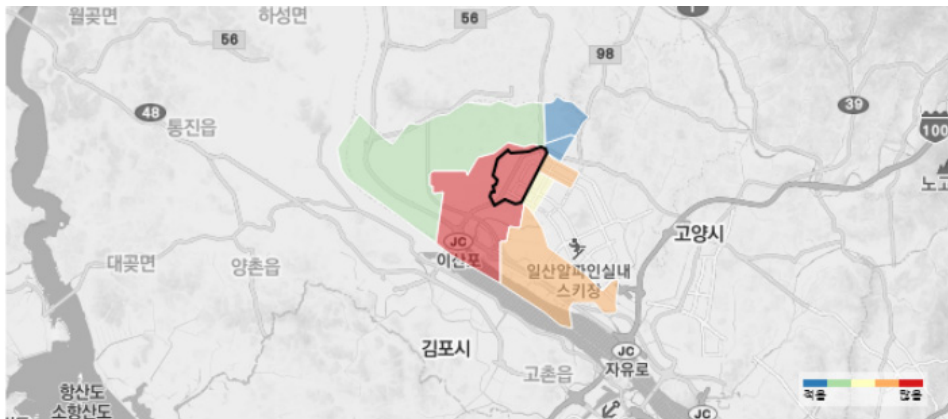 월곶면
하성면
56
1
56
98
48
39
통진읍
100
노고
고양시
JC
이산포
대곶면
양촌읍
일산알파인실내
스키장
김포시
JC
자유로
고촌읍
항산도
소항산도
적음
많음